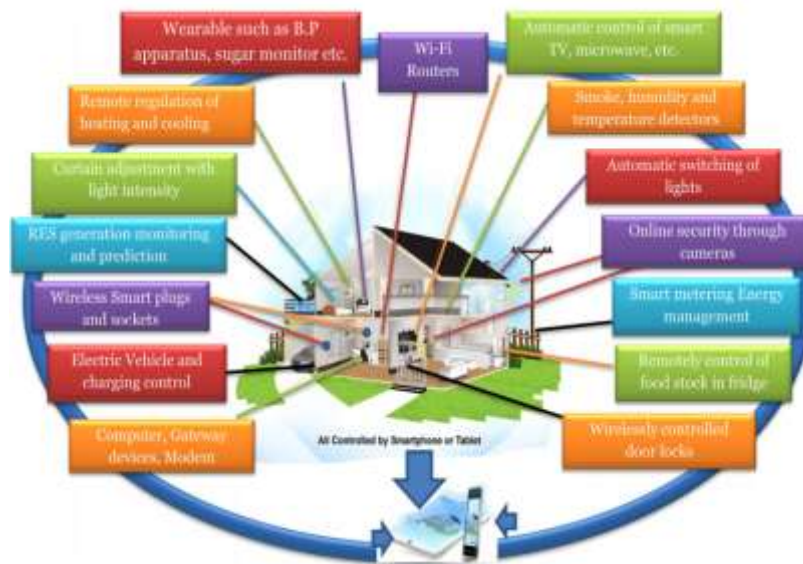 Wearable such as B.P
apparatus, sugar monitor etc.
Wi-Fi
Routers
Automatic control of smart
TV, microwave, etc.
Remote regulation of
heating and cooling
Smoke, humidity and
temperature detectors
Curtain adjustment with
light intensity
Automatic switching of
lights
RES generation monitoring
and prediction
Online security through
cameras
Wireless Smart plugs
and sockets
Smart metering Energy
management
Electric Vehicle and
charging control
Remotely control of
food stock in fridge
Computer, Gateway
devices, Modem
Wirelessly controlled
door locks
All Controlled by Smartphone or Tablet